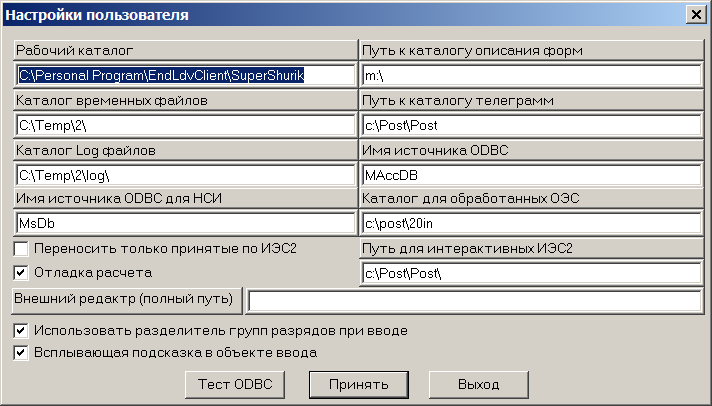 Настройки пользователя
Рабочий каталог
Путь к каталогу описания форм
C:\Personal Program\EndLdvClient\SuperShurik
m:\
Каталог временных файлов
Путь к каталогу телеграмм
C:\Temp\2\
c:\Post\Post
Каталог Log файлов
Имя источника ODBC
C:\Temp\2\log\
MAccDB
Имя источника ODBC для НСИ
Каталог для обработанных ОЭС
MsDb
c:\post\20in
Переносить только принятые по ИЭС2
Путь для интерактивных ИЭС2
Отладка расчета
c:\Post\Post\
Внешний редактр (полный путь)
Использовать разделитель групп разрядов при вводе
Всплывающая подсказка в объекте ввода
Тест ODBC
Принять
Выход